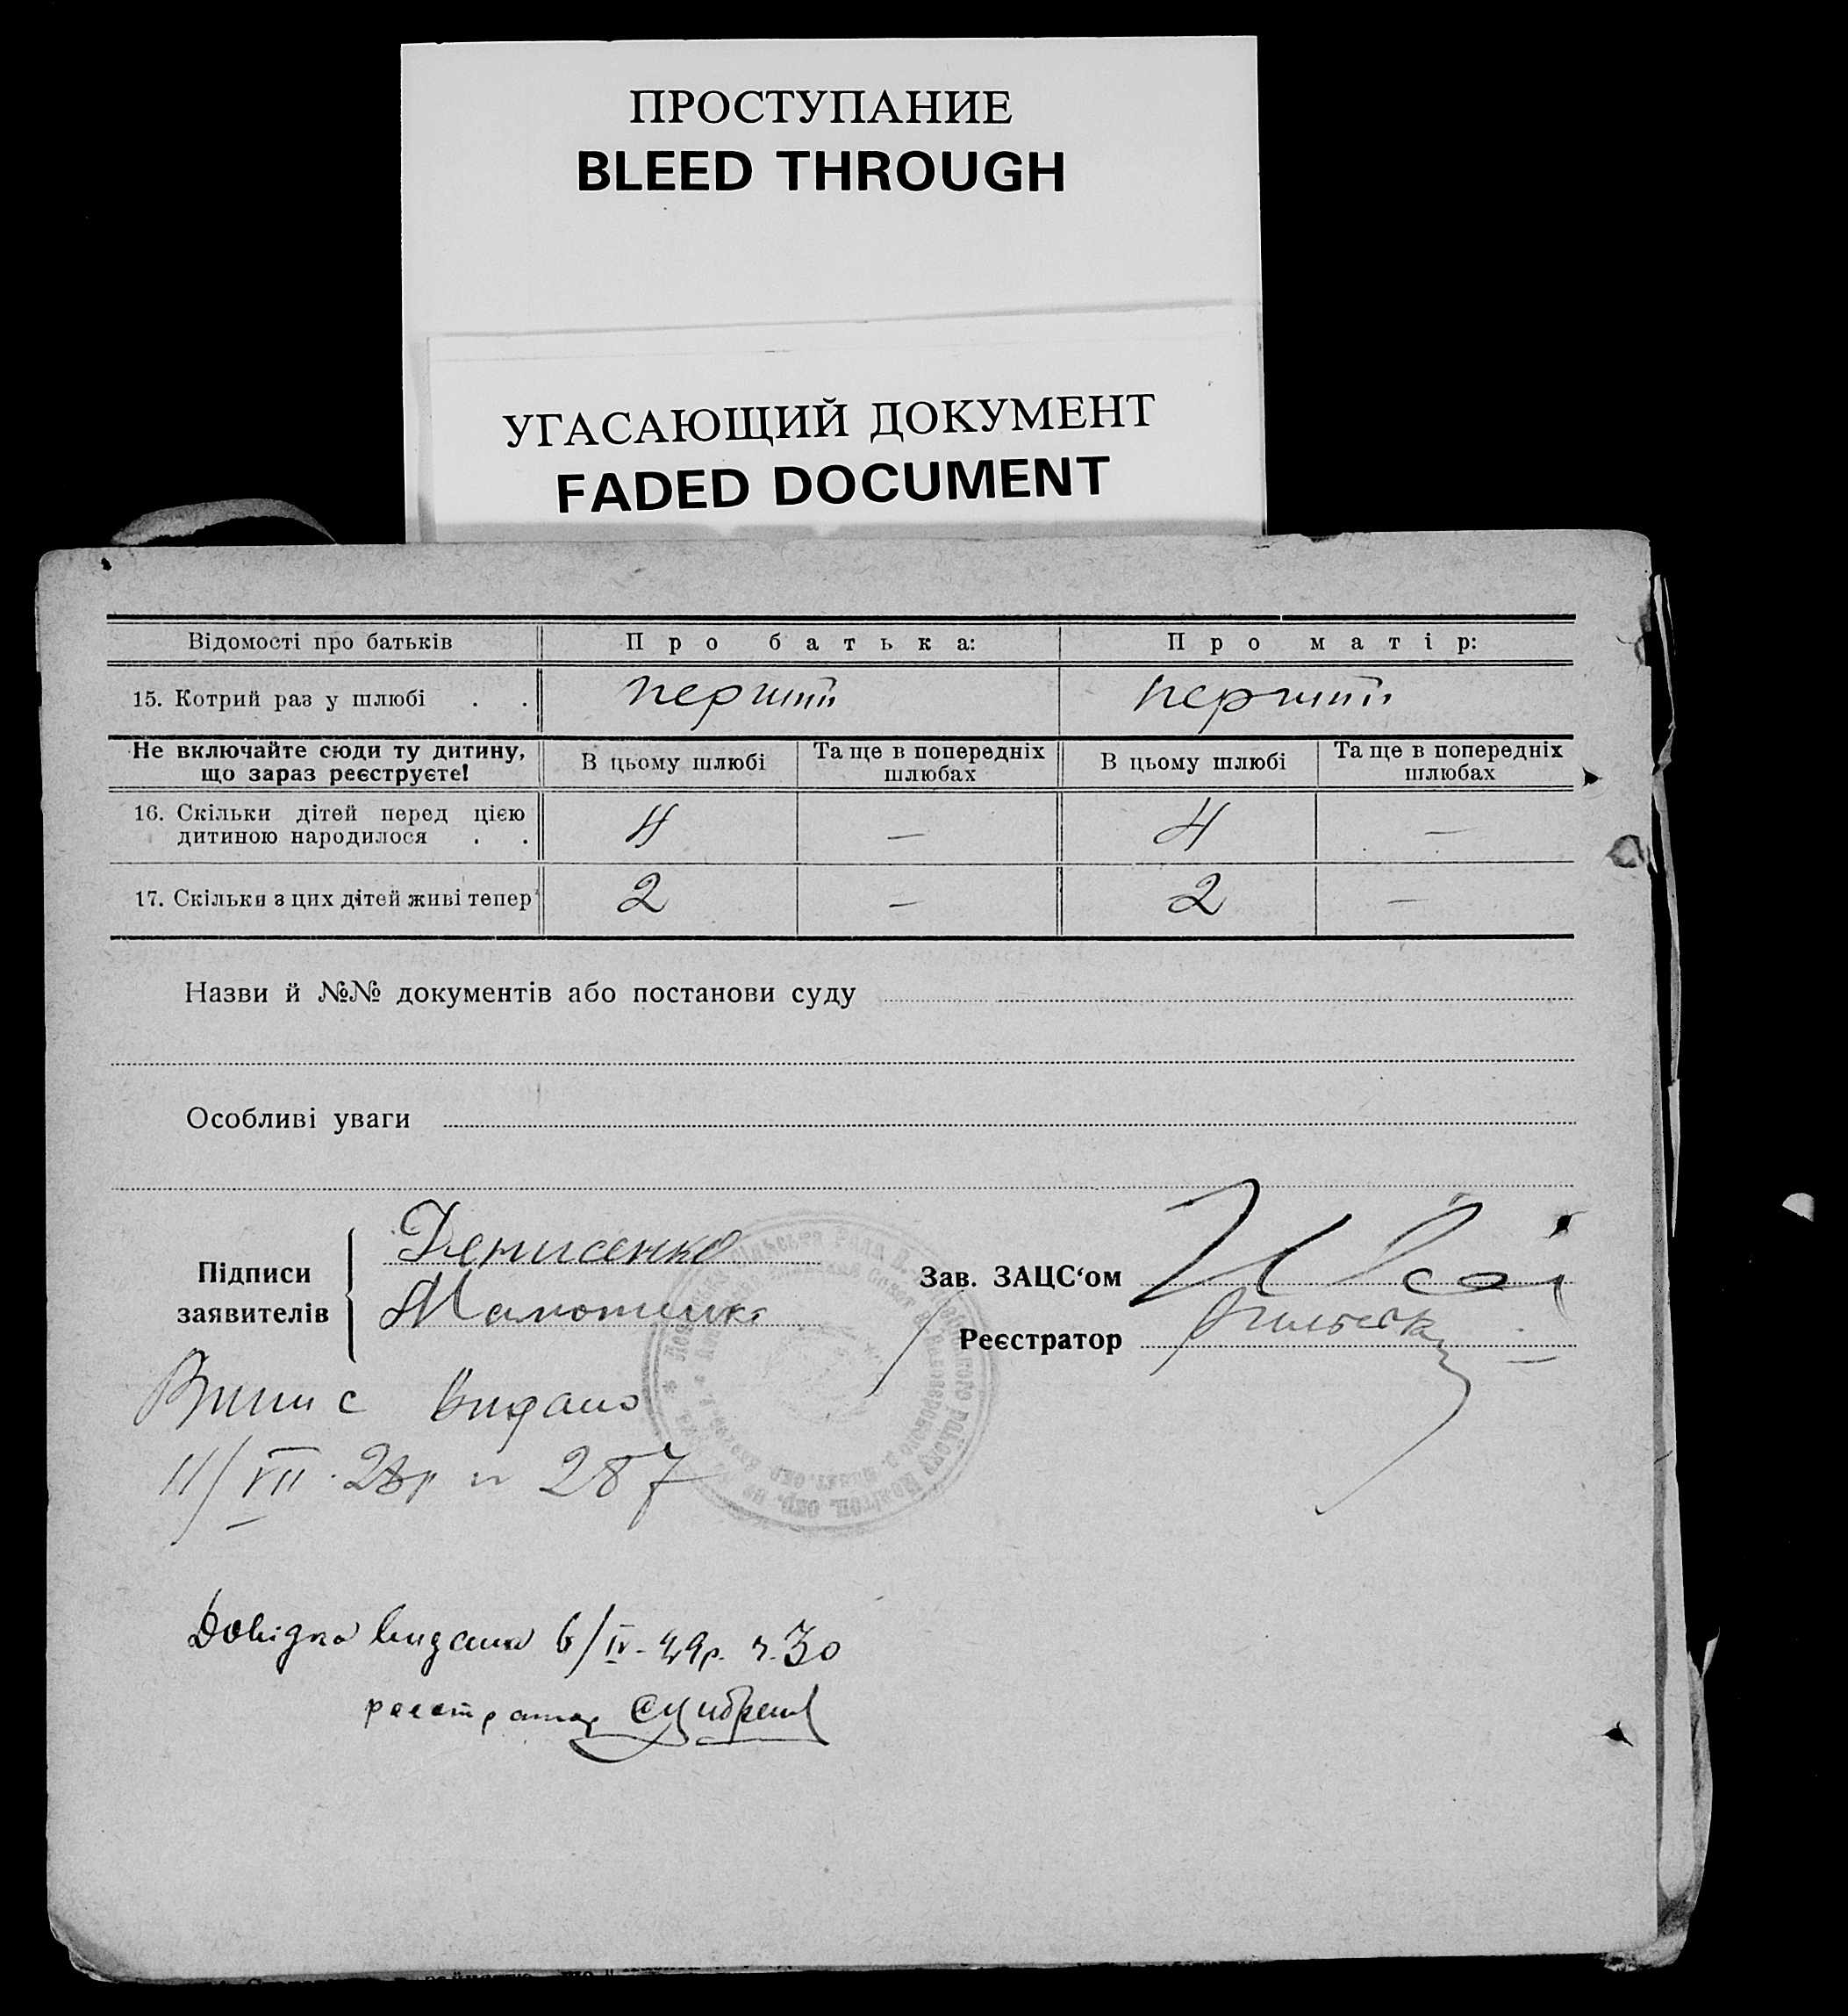 ПРОСТУПАНИЕ
BLEED THROUGH
УГАСАЮЩИЙ ДОКУМЕНТ
FADED DOCUMENT
Відомості про батьків Про батька: Про матір:
15. Котрий раз у шлюбі . . перший перший
Не включайте сюди ту дитину, що зараз реєструєте! В цьому шлюбі Та ще в попередніх шлюбах В цьому шлюбі Та ще в попередніх шлюбах
16. Скільки дітей перед цією дитиною народилося . . 4 — 4 —
17. Скільки з цих дітей живі тепер 2 — 2 —
Назви й №№ документів або постанови суду
Особливі уваги
Підписи заявителів
Денисенко
Зав. ЗАЦС‘ом
Реєстратор
Випис видано
11/VII 28р н 287
Довідка видана 6/IV-49р. ч. 30
реєстратор